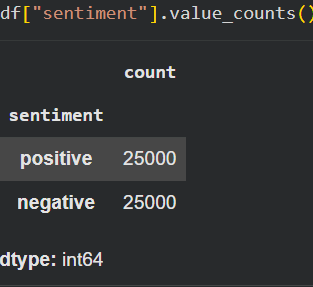 df["sentiment"].value_counts()
count
sentiment
positive 25000
negative 25000
dtype: int64